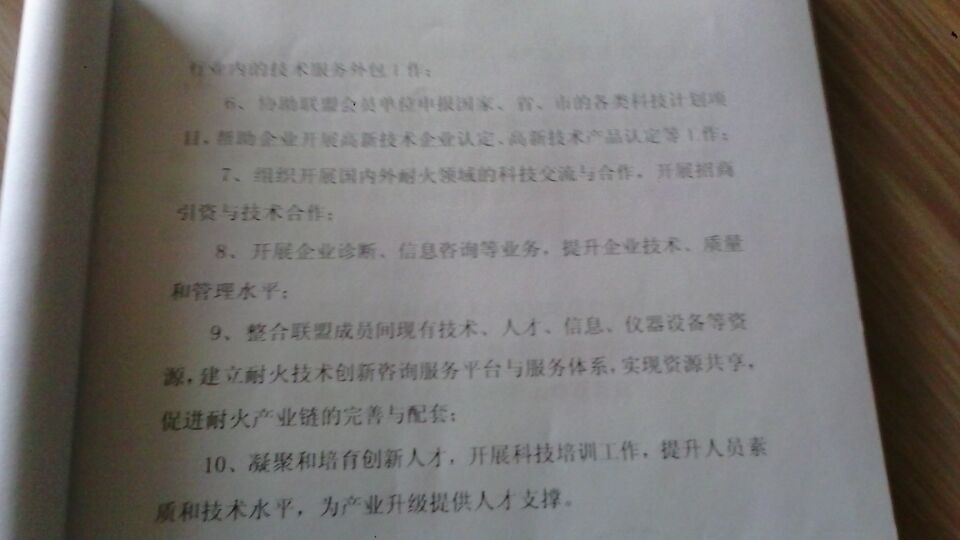 行业内的技术服务外包工作；
6、协助联盟会员单位申报国家、省、市的各类科技计划项
目，帮助企业开展高新技术企业认定、高新技术产品认定等工作；
7、组织开展国内外耐火领域的科技交流与合作，开展招商
引资与技术合作；
8、开展企业诊断、信息咨询等业务，提升企业技术、质量
和管理水平；
9、整合联盟成员间现有技术、人才、信息、仪器设备等资
源，建立耐火技术创新咨询服务平台与服务体系，实现资源共享，
促进耐火产业链的完善与配套；
10、凝聚和培育创新人才，开展科技培训工作，提升人员素
质和技术水平，为产业升级提供人才支撑。